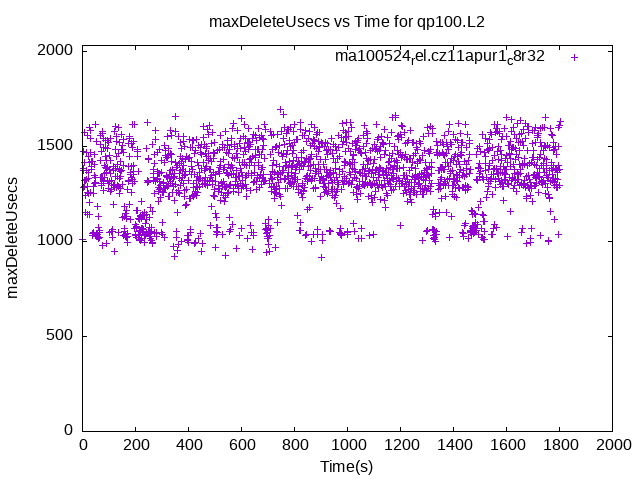 maxDeleteUsecs vs Time for qp100.L2
ma100524rel.cz11apur1c8r32
2000
1500
1000
500
0
maxDeleteUsecs
0 200 400 600 800 1000 1200 1400 1600 1800 2000
Time(s)